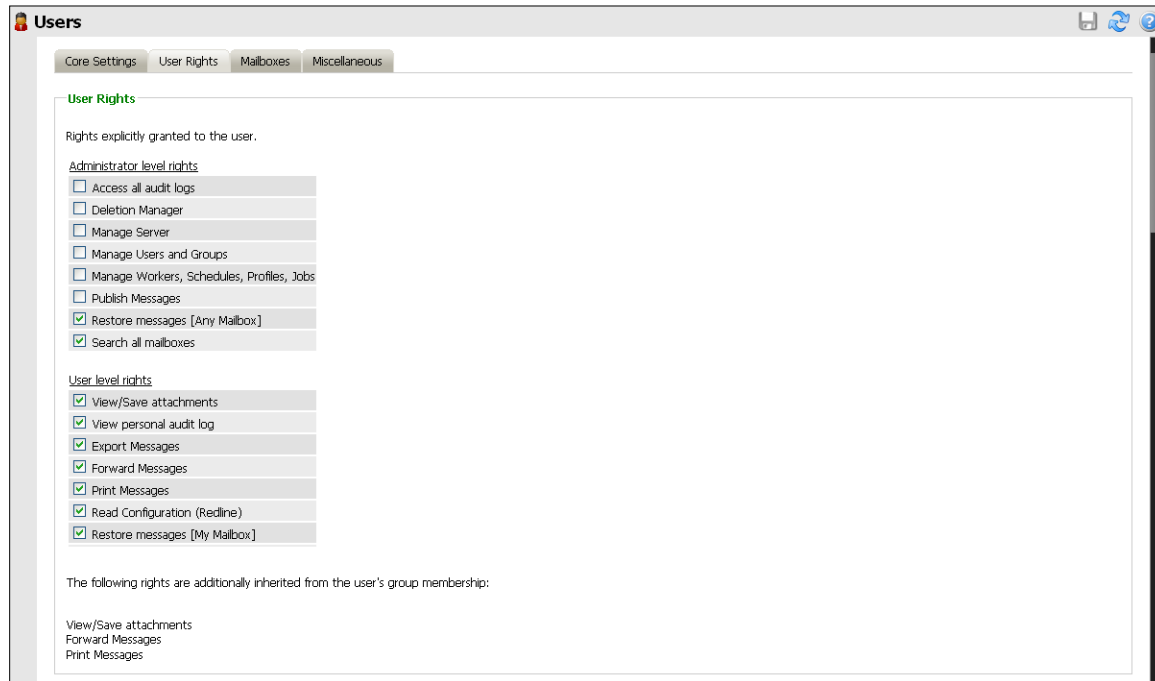 Users
Core Settings
User Rights
Mailboxes
Miscellaneous
User Rights
Rights explicitly granted to the user.
Administrator level rights
Access all audit logs
Deletion Manager
Manage Server
Manage Users and Groups
Manage Workers, Schedules, Profiles, Jobs
Publish Messages
Restore messages [Any Mailbox]
Search all mailboxes
User level rights
View/Save attachments
View personal audit log
Export Messages
Forward Messages
Print Messages
Read Configuration (Redline)
Restore messages [My Mailbox]
The following rights are additionally inherited from the user's group membership:
View/Save attachments
Forward Messages
Print Messages